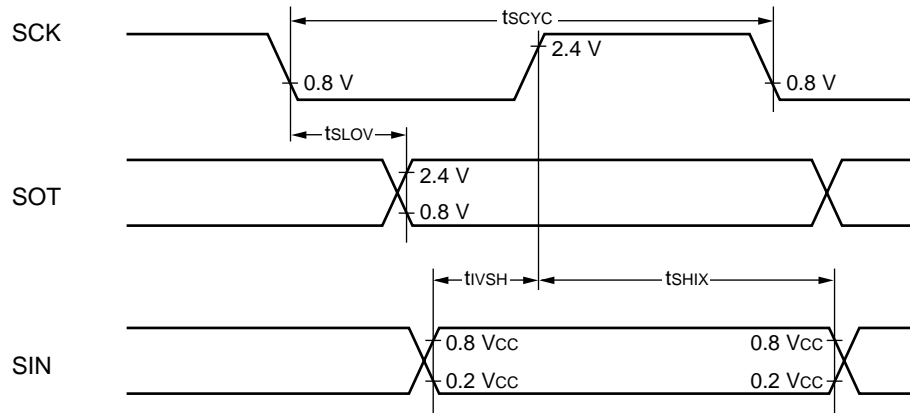 tSCYC
SCK
2.4 V
0.8 V
0.8 V
tSLOV
2.4 V
SOT
0.8 V
tIVSH
tSHIX
0.8 VCC
0.8 VCC
SIN
0.2 VCC
0.2 VCC